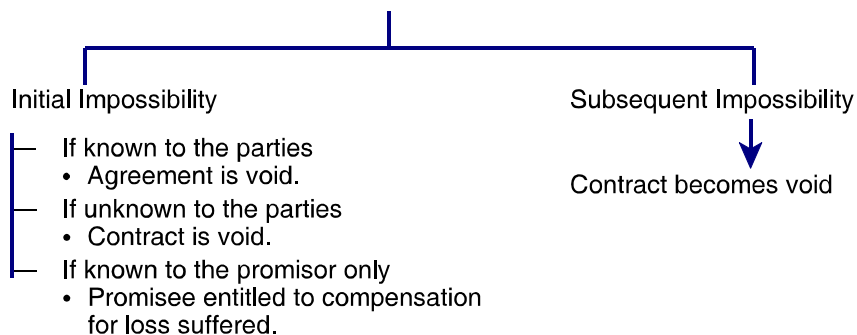 Initial Impossibility
If known to the parties
• Agreement is void.
If unknown to the parties
• Contract is void.
If known to the promisor only
• Promisee entitled to compensation
for loss suffered.
Subsequent Impossibility
Contract becomes void